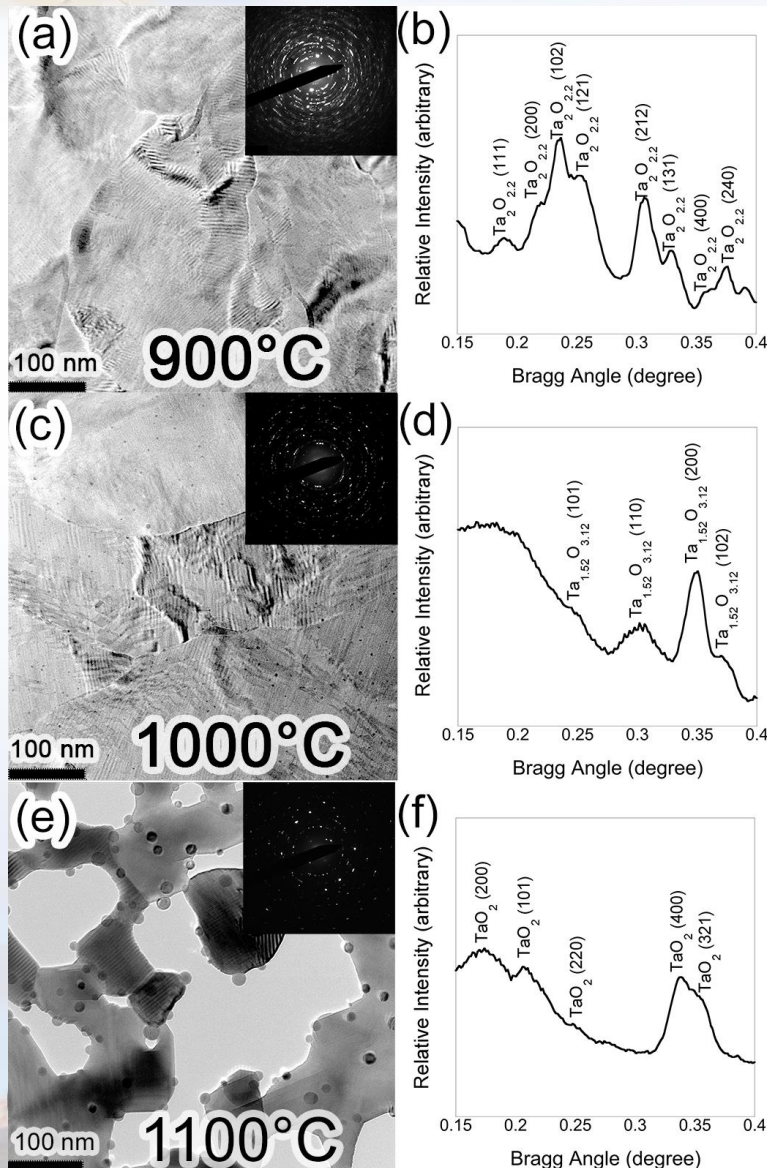 (a)
100 nm
900°C
(b)
Relative Intensity (arbitrary)
Ta2O2.2 (111)
Ta2O2.2 (200)
Ta2O2.2 (102)
Ta2O2.2 (121)
Ta2O2.2 (212)
Ta2O2.2 (131)
Ta2O2.2 (400)
Ta2O2.2 (240)
0.15 0.2 0.25 0.3 0.35 0.4
Bragg Angle (degree)
(c)
100 nm
1000°C
(d)
Relative Intensity (arbitrary)
Ta1.52O3.12 (101)
Ta1.52O3.12 (110)
Ta1.52O3.12 (200)
Ta1.52O3.12 (102)
0.15 0.2 0.25 0.3 0.35 0.4
Bragg Angle (degree)
(e)
100 nm
1100°C
(f)
Relative Intensity (arbitrary)
TaO2 (200)
TaO2 (101)
TaO2 (220)
TaO2 (400)
TaO2 (321)
0.15 0.2 0.25 0.3 0.35 0.4
Bragg Angle (degree)